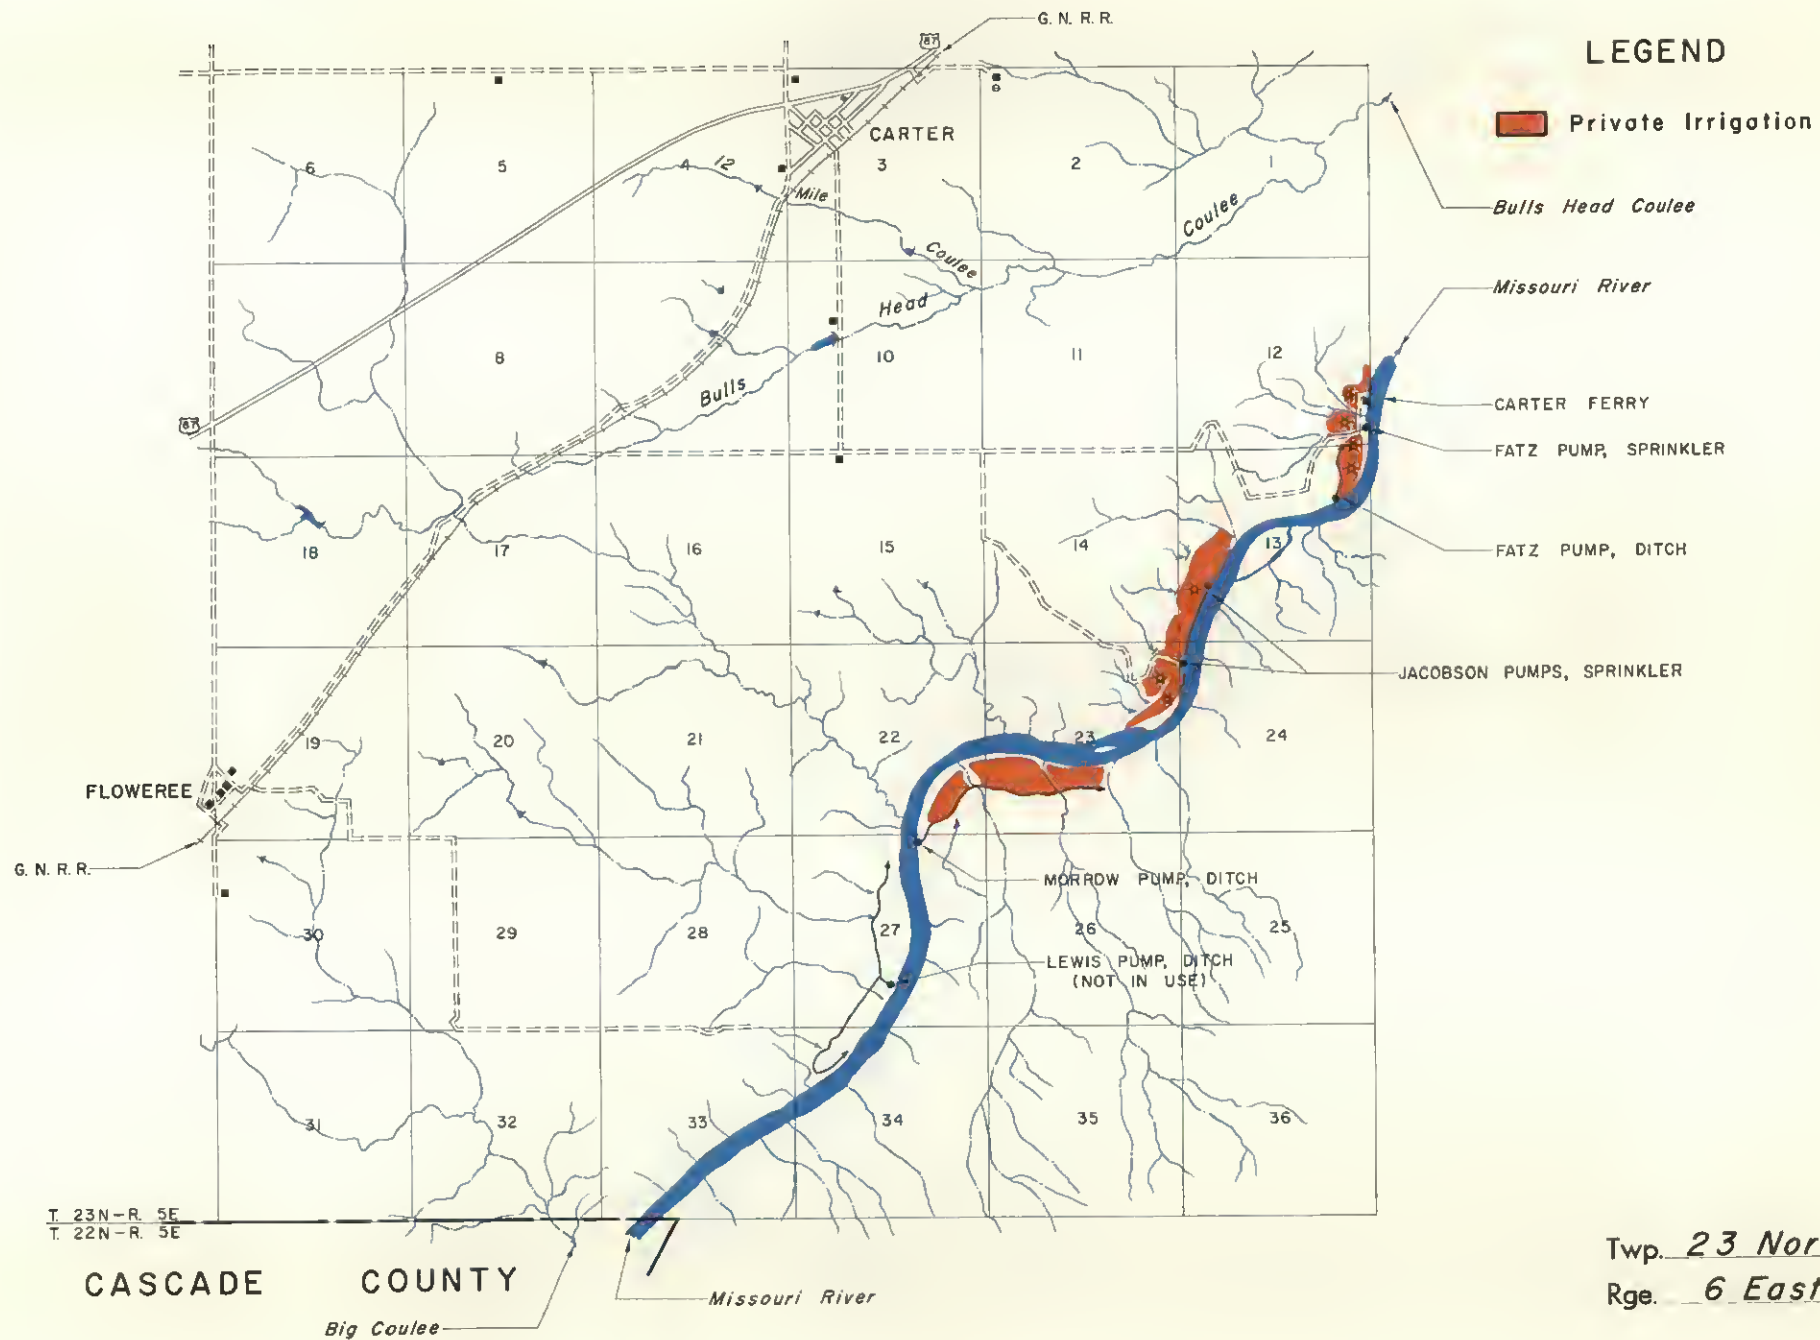 G. N. R. R.
87
LEGEND
Private Irrigation
CARTER
6
5
4
12
Mile
3
2
1
Coulee
Bulls Head Coulee
Coulee
Head
Missouri River
8
Bulls
10
11
12
CARTER FERRY
87
FATZ PUMP, SPRINKLER
18
17
16
15
14
13
FATZ PUMP, DITCH
JACOBSON PUMPS, SPRINKLER
19
20
21
22
23
24
FLOWEREE
G. N. R. R.
MORROW PUMP, DITCH
30
29
28
27
26
25
LEWIS PUMP, DITCH
(NOT IN USE)
31
32
33
34
35
36
T. 23N-R. 5E
T. 22N-R. 5E
CASCADE COUNTY
Missouri River
Big Coulee
Twp. 23 Nor
Rge. 6 East